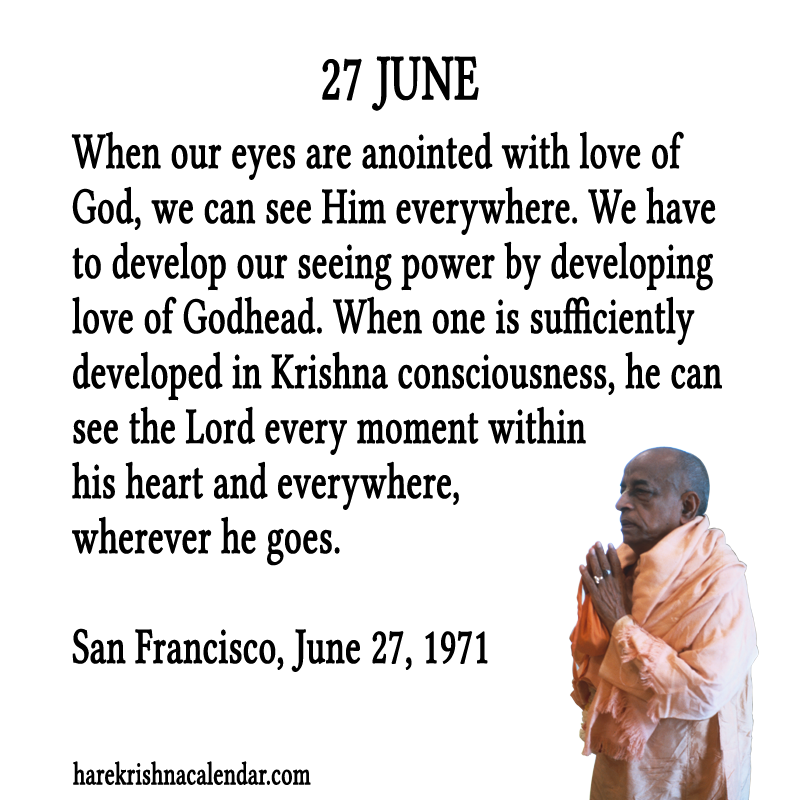 27 JUNE
When our eyes are anointed with love of
God, we can see Him everywhere. We have
to develop our seeing power by developing
love of Godhead. When one is sufficiently
developed in Krishna consciousness, he can
see the Lord every moment within
his heart and everywhere,
wherever he goes.
San Francisco, June 27, 1971
harekrishnacalendar.com